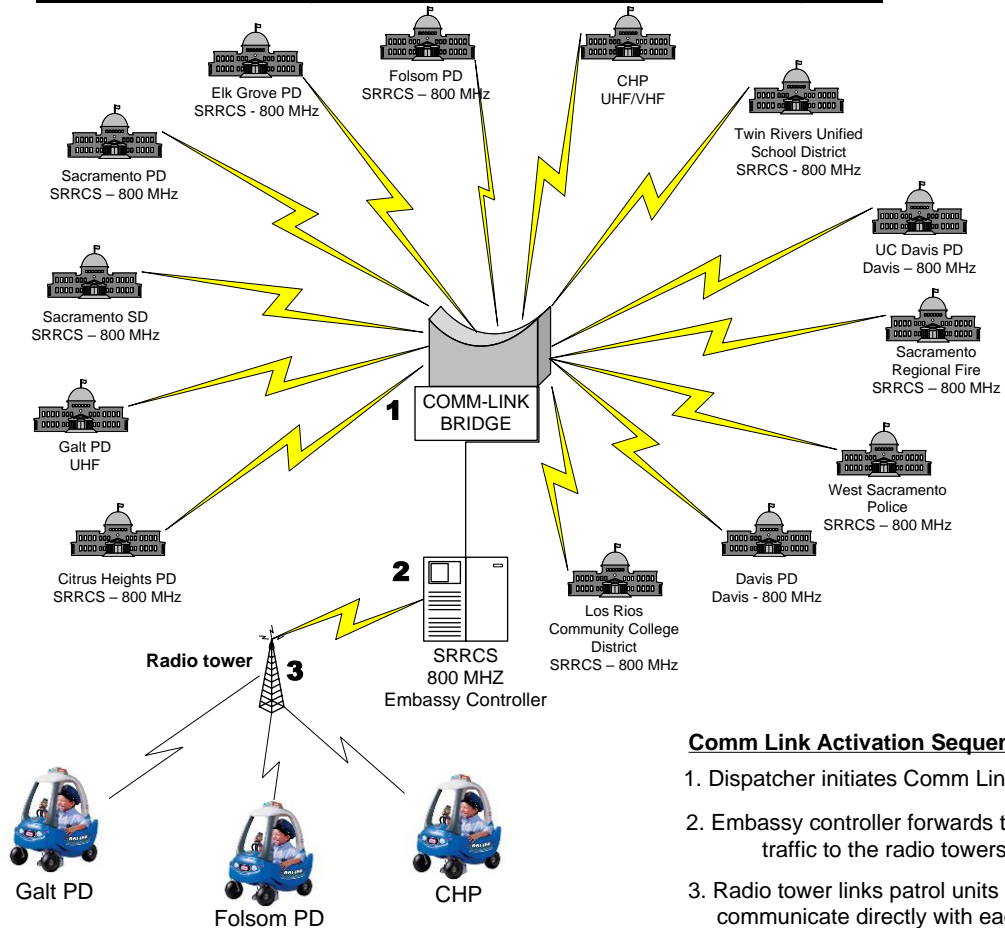 Elk Grove PD
SRRCS - 800 MHz
Folsom PD
SRRCS – 800 MHz
CHP
UHF/VHF
Twin Rivers Unified
School District
SRRCS - 800 MHz
Sacramento PD
SRRCS – 800 MHz
UC Davis PD
Davis – 800 MHz
Sacramento SD
SRRCS – 800 MHz
Sacramento
Regional Fire
SRRCS – 800 MHz
1
COMM-LINK
BRIDGE
Galt PD
UHF
West Sacramento
Police
SRRCS – 800 MHz
Citrus Heights PD
SRRCS – 800 MHz
2
Davis PD
Davis - 800 MHz
Los Rios
Community College
District
SRRCS – 800 MHz
SRRCS
800 MHZ
Embassy Controller
Radio tower
3
Galt PD
Folsom PD
CHP
Comm Link Activation Sequen
1. Dispatcher initiates Comm Lin
2. Embassy controller forwards t
traffic to the radio towers
3. Radio tower links patrol units
communicate directly with eac